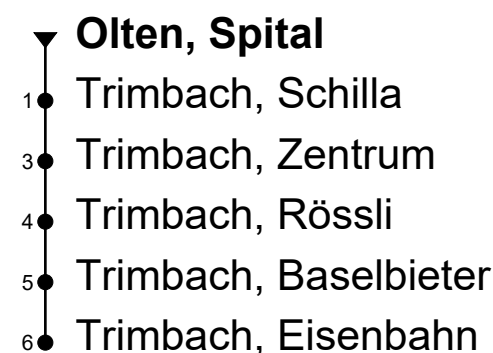 Olten, Spital
1 Trimbach, Schilla
3 Trimbach, Zentrum
4 Trimbach, Rössli
5 Trimbach, Baselbieter
6 Trimbach, Eisenbahn